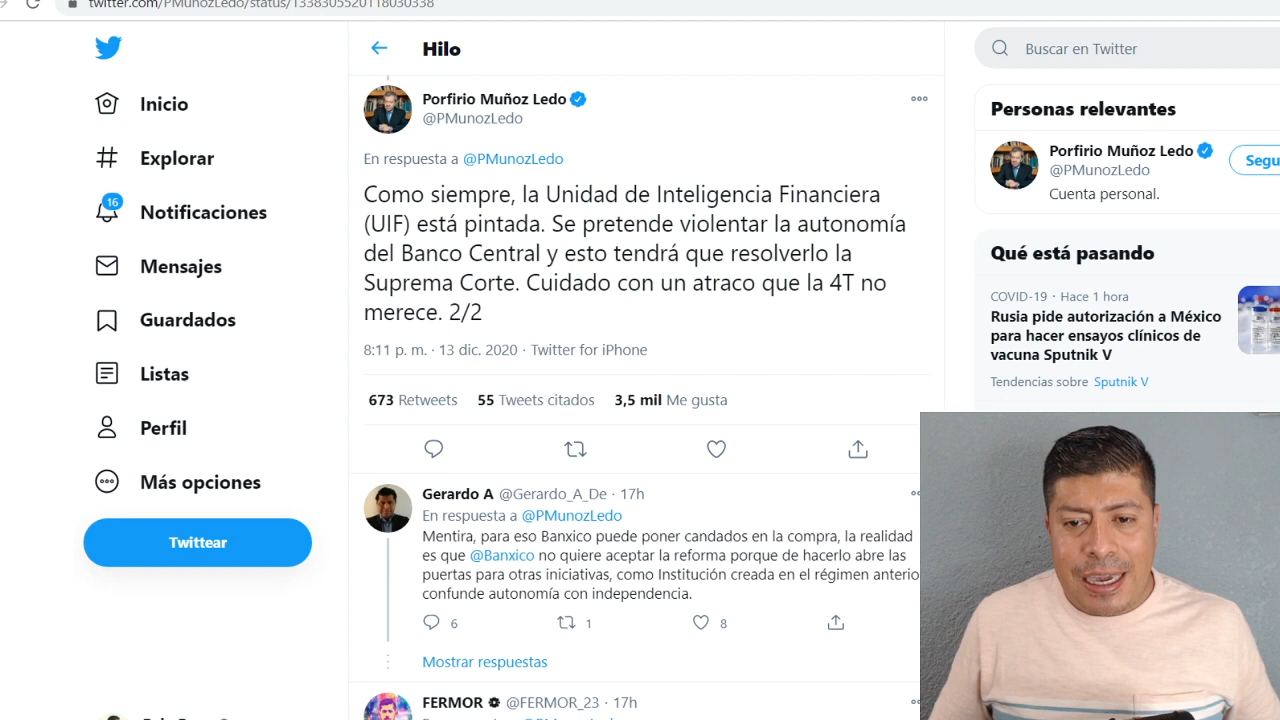 twitter.com/PMunozLedo/status/1338305520118030338
Inicio
Explorar
16
Notificaciones
Mensajes
Guardados
Listas
Perfil
Más opciones
Twittear
Hilo
Porfirio Muñoz Ledo
@PMunozLedo
En respuesta a @PMunozLedo
Como siempre, la Unidad de Inteligencia Financiera
(UIF) está pintada. Se pretende violentar la autonomía
del Banco Central y esto tendrá que resolverlo la
Suprema Corte. Cuidado con un atraco que la 4T no
merece. 2/2
8:11 p. m. · 13 dic. 2020 · Twitter for iPhone
673 Retweets 55 Tweets citados 3,5 mil Me gusta
Gerardo A @Gerardo_A_De · 17h
En respuesta a @PMunozLedo
Mentira, para eso Banxico puede poner candados en la compra, la realidad
es que @Banxico no quiere aceptar la reforma porque de hacerlo abre las
puertas para otras iniciativas, como Institución creada en el régimen anterio
confunde autonomía con independencia.
6 1 8
Mostrar respuestas
FERMOR @FERMOR_23 · 17h
Buscar en Twitter
Personas relevantes
Porfirio Muñoz Ledo
@PMunozLedo
Segu
Cuenta personal.
Qué está pasando
COVID-19 · Hace 1 hora
Rusia pide autorización a México
para hacer ensayos clínicos de
vacuna Sputnik V
Tendencias sobre Sputnik V